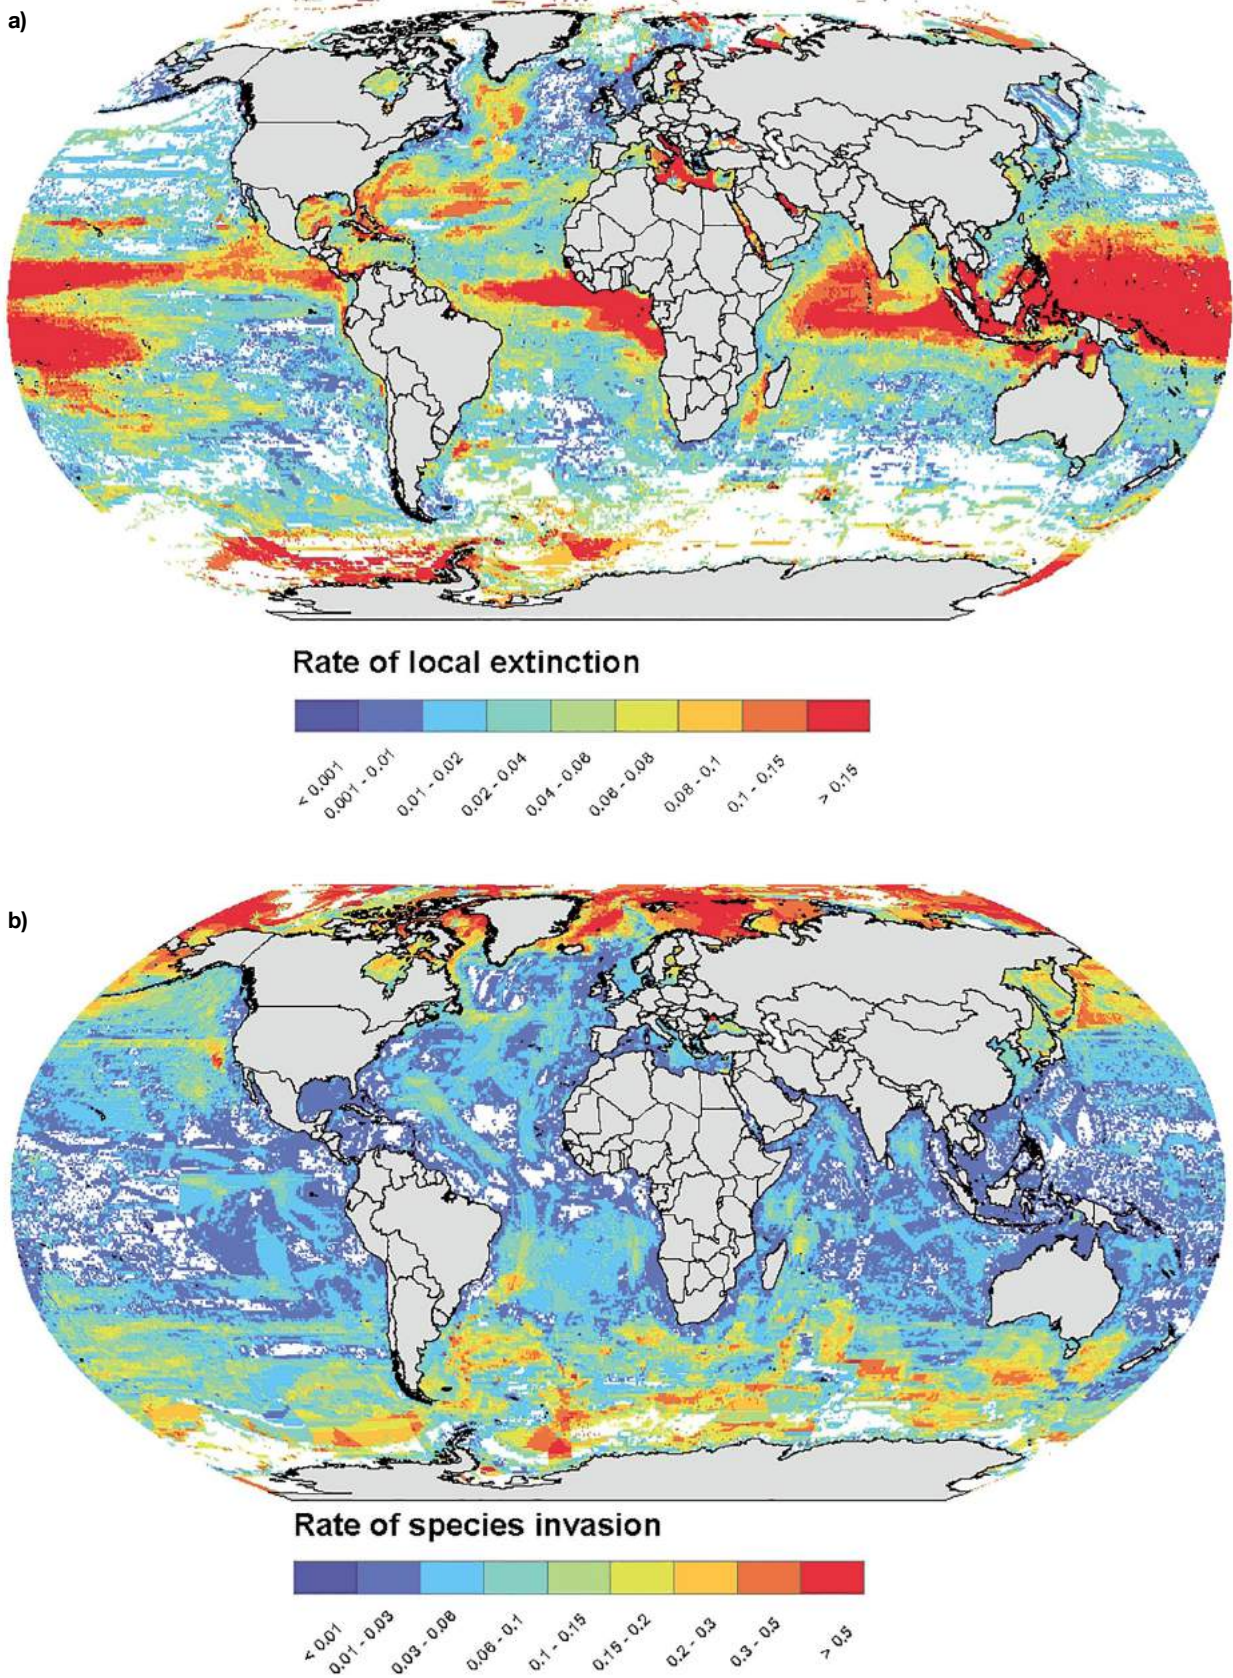 a)
Rate of local extinction
< 0.001
0.001 - 0.01
0.01 - 0.02
0.02 - 0.04
0.04 - 0.06
0.06 - 0.08
0.08 - 0.1
0.1 - 0.15
> 0.15
b)
Rate of species invasion
< 0.01
0.01 - 0.03
0.03 - 0.06
0.06 - 0.1
0.1 - 0.15
0.15 - 0.2
0.2 - 0.3
0.3 - 0.5
> 0.5